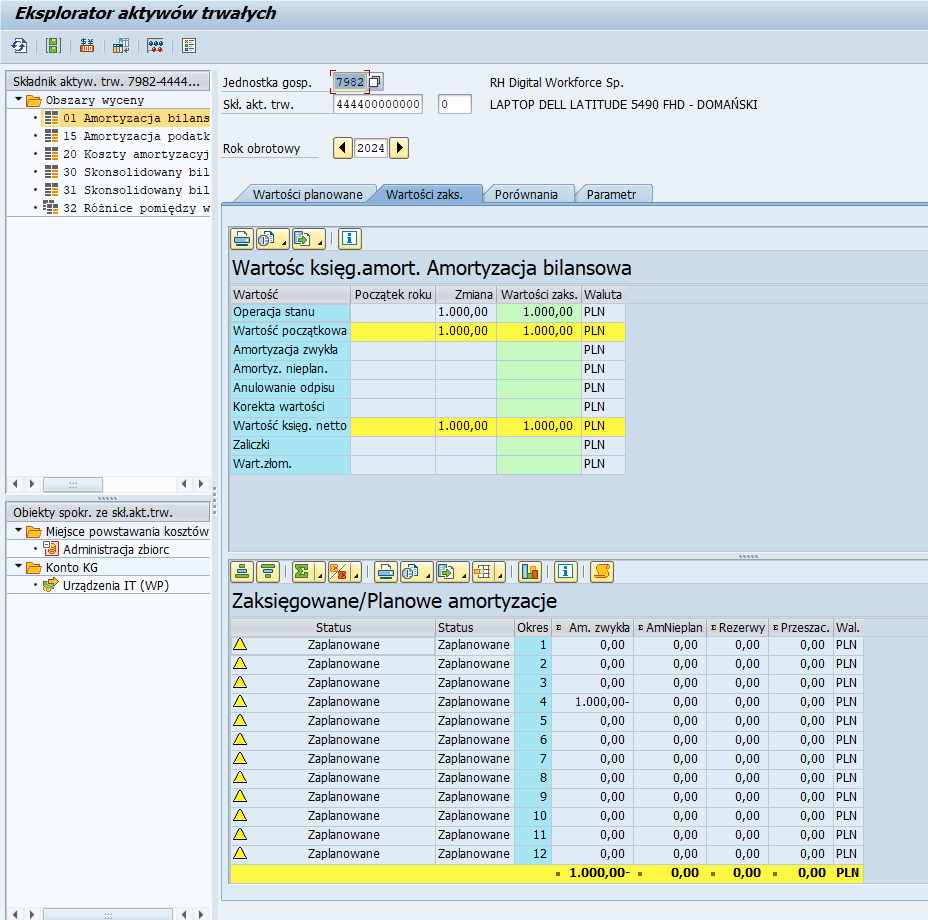 Eksplorator aktywów trwałych
Składnik aktyw. trw. 7982-4444...
Obszary wyceny
01 Amortyzacja bilans
15 Amortyzacja podatk
20 Koszty amortyzacyj
30 Skonsolidowany bil
31 Skonsolidowany bil
32 Różnice pomiędzy w
Obiekty spokr. ze skł.akt.trw.
Miejsce powstawania kosztów
Administracja zbiorc
Konto KG
Urządzenia IT (WP)
Jednostka gosp. 7982 RH Digital Workforce Sp.
Skł. akt. trw. 444400000000 0 LAPTOP DELL LATITUDE 5490 FHD - DOMAŃSKI
Rok obrotowy 2024
Wartości planowane Wartości zaks. Porównania Parametr
Wartośc księg.amort. Amortyzacja bilansowa
Wartość Początek roku Zmiana Wartości zaks. Waluta
Operacja stanu 1.000,00 1.000,00 PLN
Wartość początkowa 1.000,00 1.000,00 PLN
Amortyzacja zwykła PLN
Amortyz. nieplan. PLN
Anulowanie odpisu PLN
Korekta wartości PLN
Wartość księg. netto 1.000,00 1.000,00 PLN
Zaliczki PLN
Wart.złom. PLN
Zaksięgowane/Planowe amortyzacje
Status Status Okres Σ Am. zwykła Σ AmNieplan Σ Rezerwy Σ Przeszac. Wal.
Zaplanowane Zaplanowane 1 0,00 0,00 0,00 0,00 PLN
Zaplanowane Zaplanowane 2 0,00 0,00 0,00 0,00 PLN
Zaplanowane Zaplanowane 3 0,00 0,00 0,00 0,00 PLN
Zaplanowane Zaplanowane 4 1.000,00- 0,00 0,00 0,00 PLN
Zaplanowane Zaplanowane 5 0,00 0,00 0,00 0,00 PLN
Zaplanowane Zaplanowane 6 0,00 0,00 0,00 0,00 PLN
Zaplanowane Zaplanowane 7 0,00 0,00 0,00 0,00 PLN
Zaplanowane Zaplanowane 8 0,00 0,00 0,00 0,00 PLN
Zaplanowane Zaplanowane 9 0,00 0,00 0,00 0,00 PLN
Zaplanowane Zaplanowane 10 0,00 0,00 0,00 0,00 PLN
Zaplanowane Zaplanowane 11 0,00 0,00 0,00 0,00 PLN
Zaplanowane Zaplanowane 12 0,00 0,00 0,00 0,00 PLN
1.000,00- 0,00 0,00 0,00 PLN